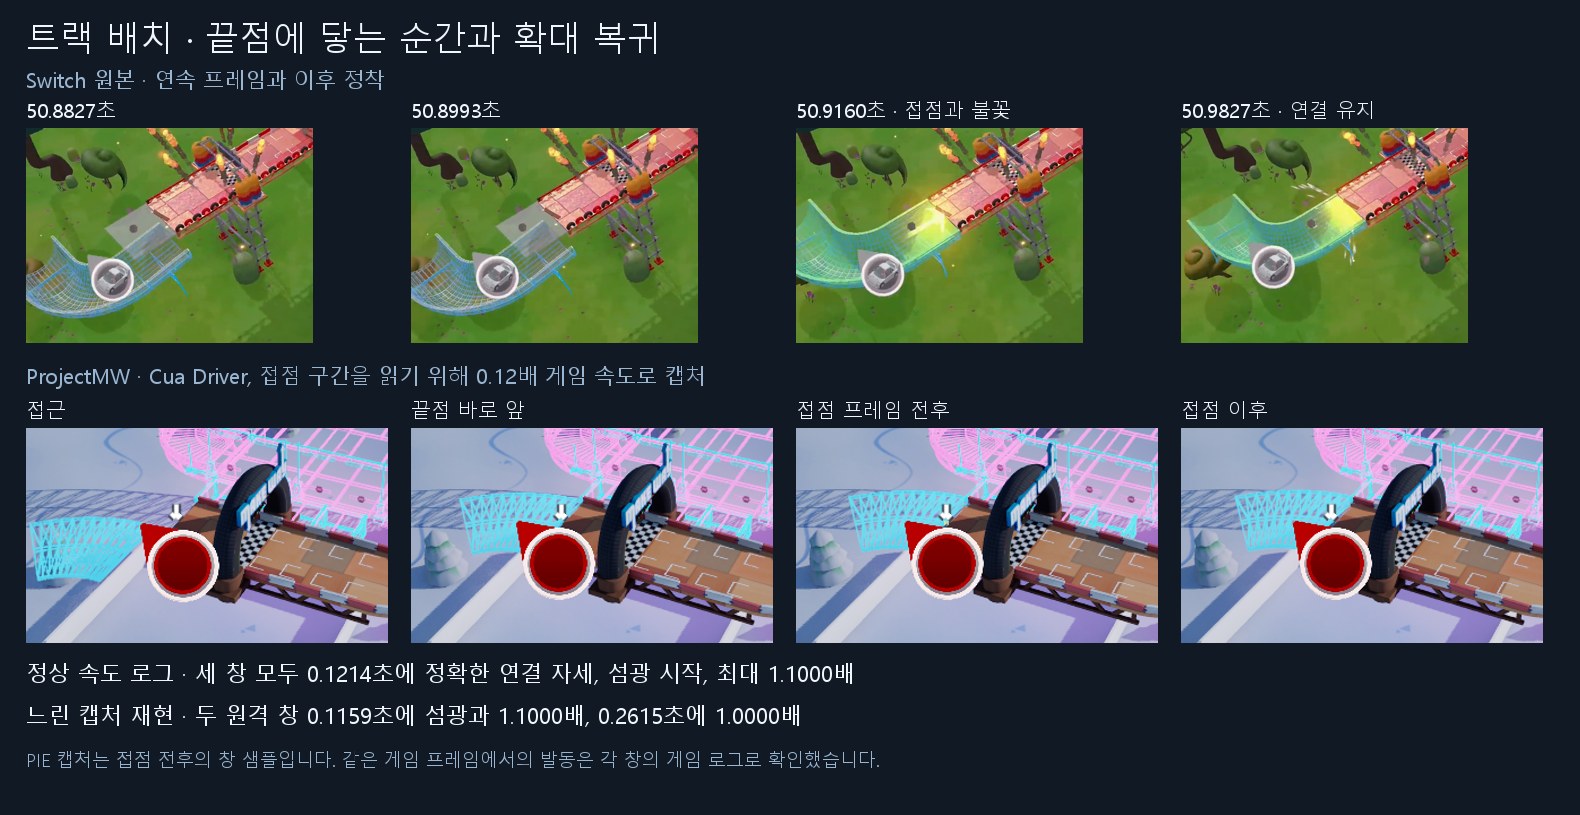 트랙 배치 · 끝점에 닿는 순간과 확대 복귀
Switch 원본 · 연속 프레임과 이후 정착
50.8827초
50.8993초
50.9160초 · 접점과 불꽃
50.9827초 · 연결 유지
ProjectMW · Cua Driver, 접점 구간을 읽기 위해 0.12배 게임 속도로 캡처
접근
끝점 바로 앞
접점 프레임 전후
접점 이후
정상 속도 로그 · 세 창 모두 0.1214초에 정확한 연결 자세, 섬광 시작, 최대 1.1000배
느린 캡처 재현 · 두 원격 창 0.1159초에 섬광과 1.1000배, 0.2615초에 1.0000배
PIE 캡처는 접점 전후의 창 샘플입니다. 같은 게임 프레임에서의 발동은 각 창의 게임 로그로 확인했습니다.